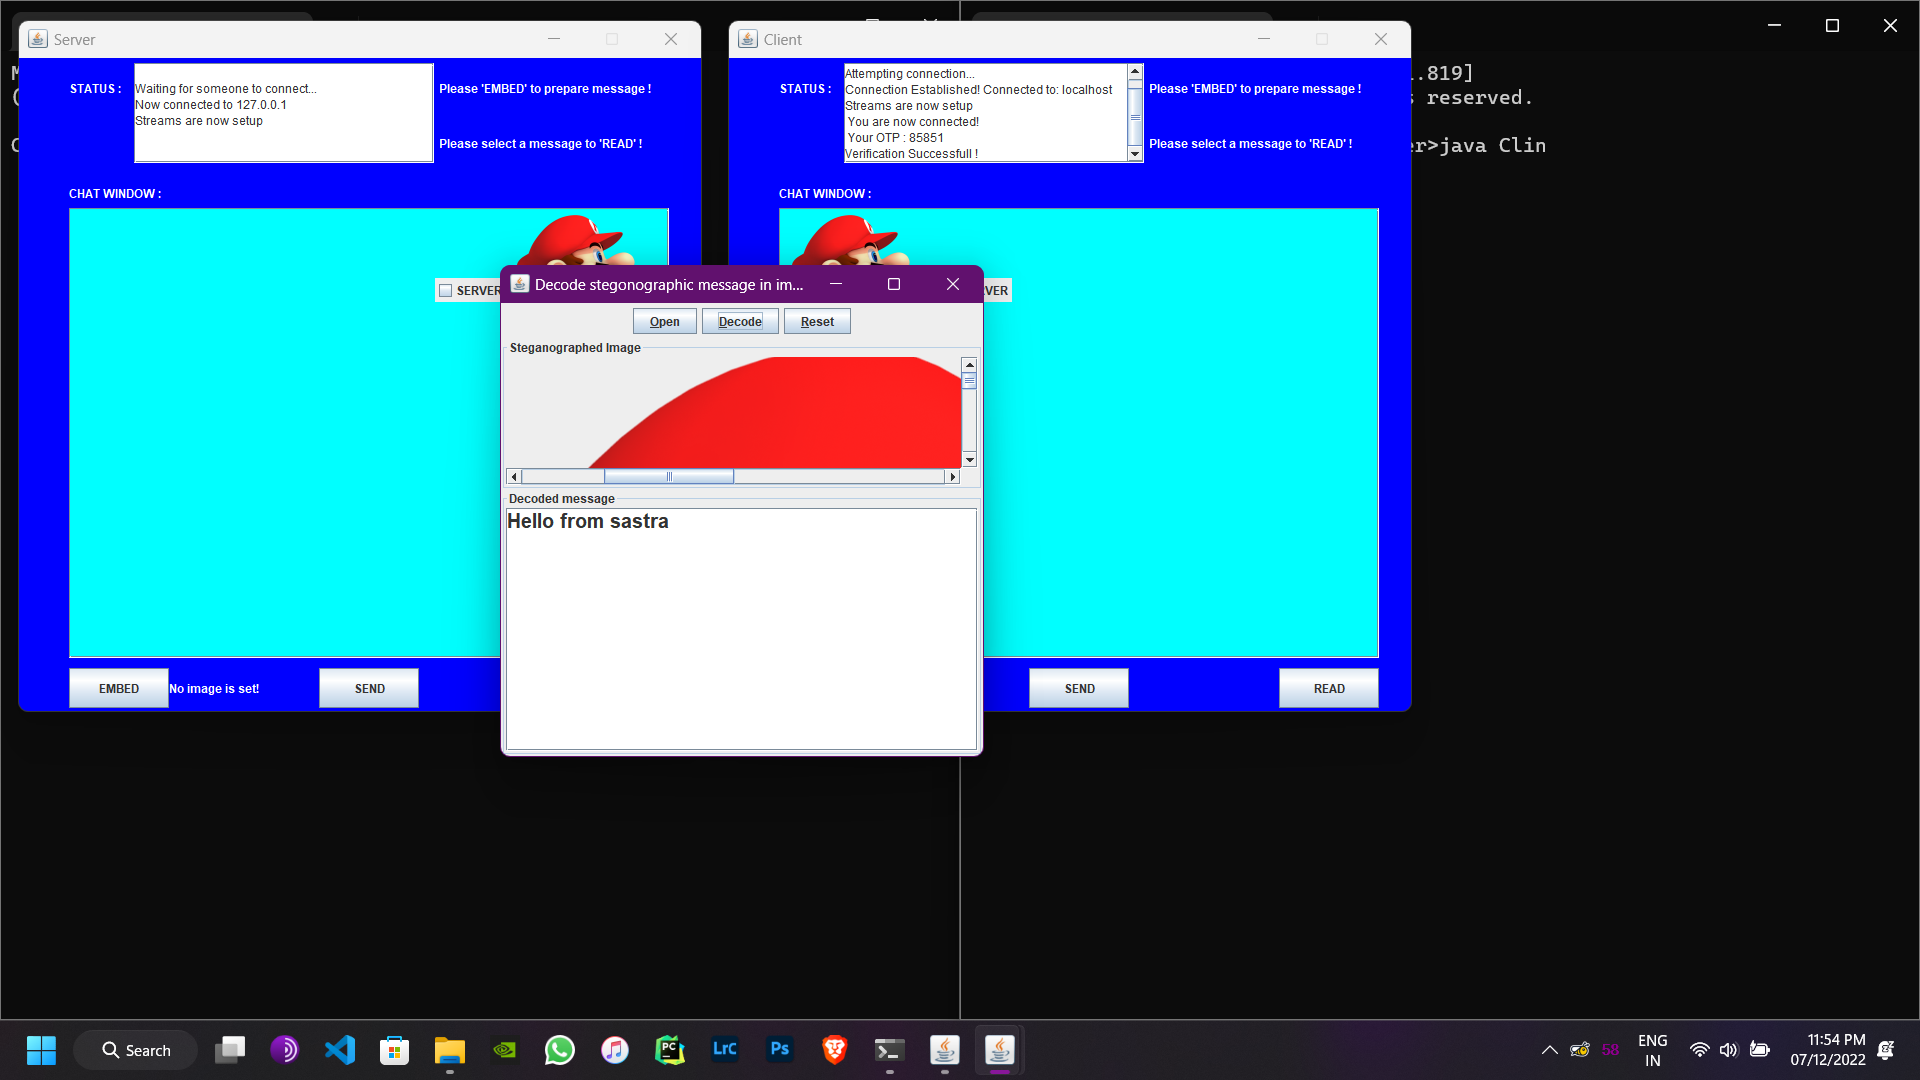 Server
STATUS :
Waiting for someone to connect...
Now connected to 127.0.0.1
Streams are now setup
Please 'EMBED' to prepare message !
Please select a message to 'READ' !
CHAT WINDOW :
SERVER
EMBED
No image is set!
SEND
Client
STATUS :
Attempting connection...
Connection Established! Connected to: localhost
Streams are now setup
You are now connected!
Your OTP : 85851
Verification Successfull !
Please 'EMBED' to prepare message !
Please select a message to 'READ' !
CHAT WINDOW :
VER
SEND
READ
.819]
reserved.
er>java Clin
Decode stegonographic message in im...
Open
Decode
Reset
Steganographed Image
Decoded message
Hello from sastra
Search
PC
LrC
Ps
58
ENG
IN
11:54 PM
07/12/2022